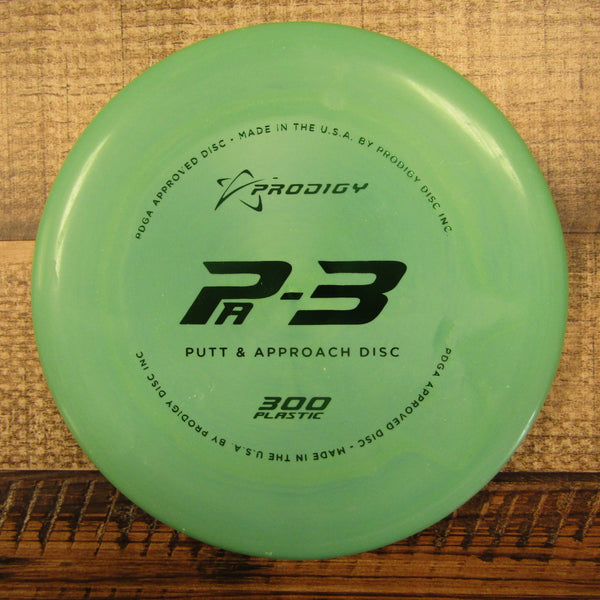 PDGA APPROVED DISC - MADE IN THE U.S.A. BY PRODIGY DISC INC.
PRODIGY
PA-3
PUTT & APPROACH DISC
300
PLASTIC
PDGA APPROVED DISC - MADE IN THE U.S.A. BY PRODIGY DISC INC